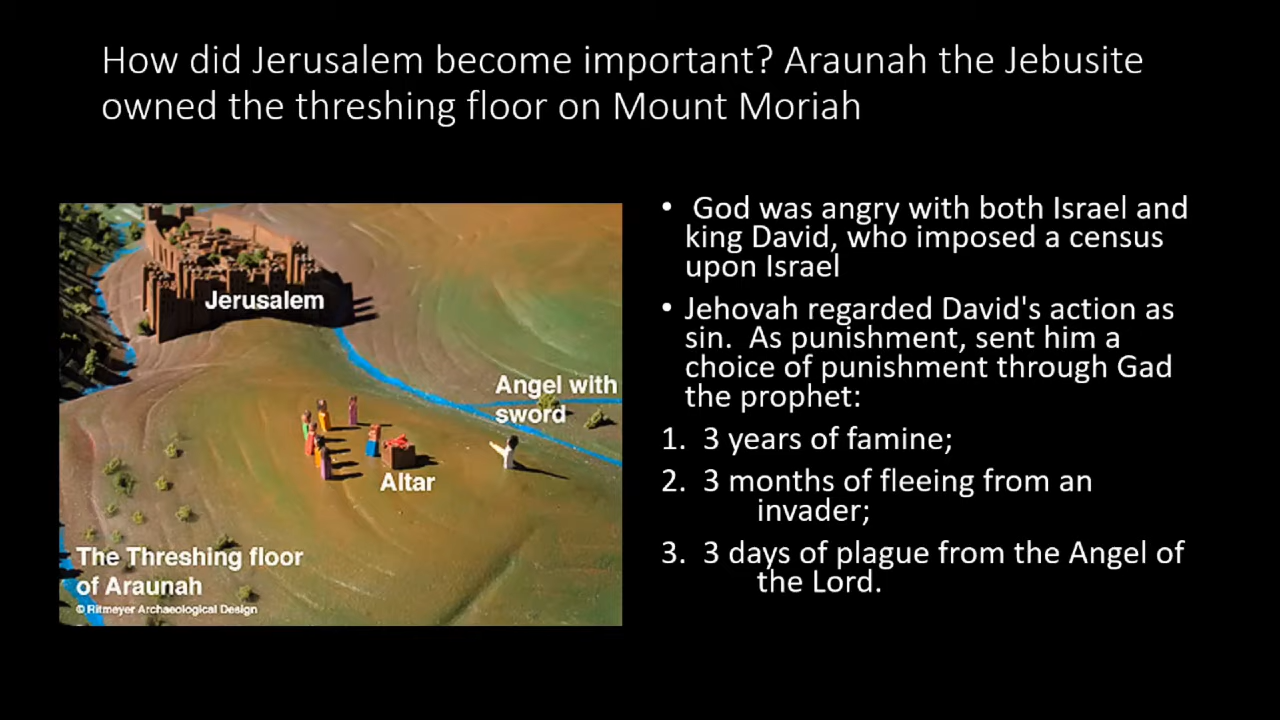 How did Jerusalem become important? Araunah the Jebusite
owned the threshing floor on Mount Moriah
Jerusalem
Angel with
sword
Altar
The Threshing floor
of Araunah
© Ritmeyer Archaeological Design
• God was angry with both Israel and
king David, who imposed a census
upon Israel
• Jehovah regarded David's action as
sin. As punishment, sent him a
choice of punishment through Gad
the prophet:
1. 3 years of famine;
2. 3 months of fleeing from an
invader;
3. 3 days of plague from the Angel of
the Lord.